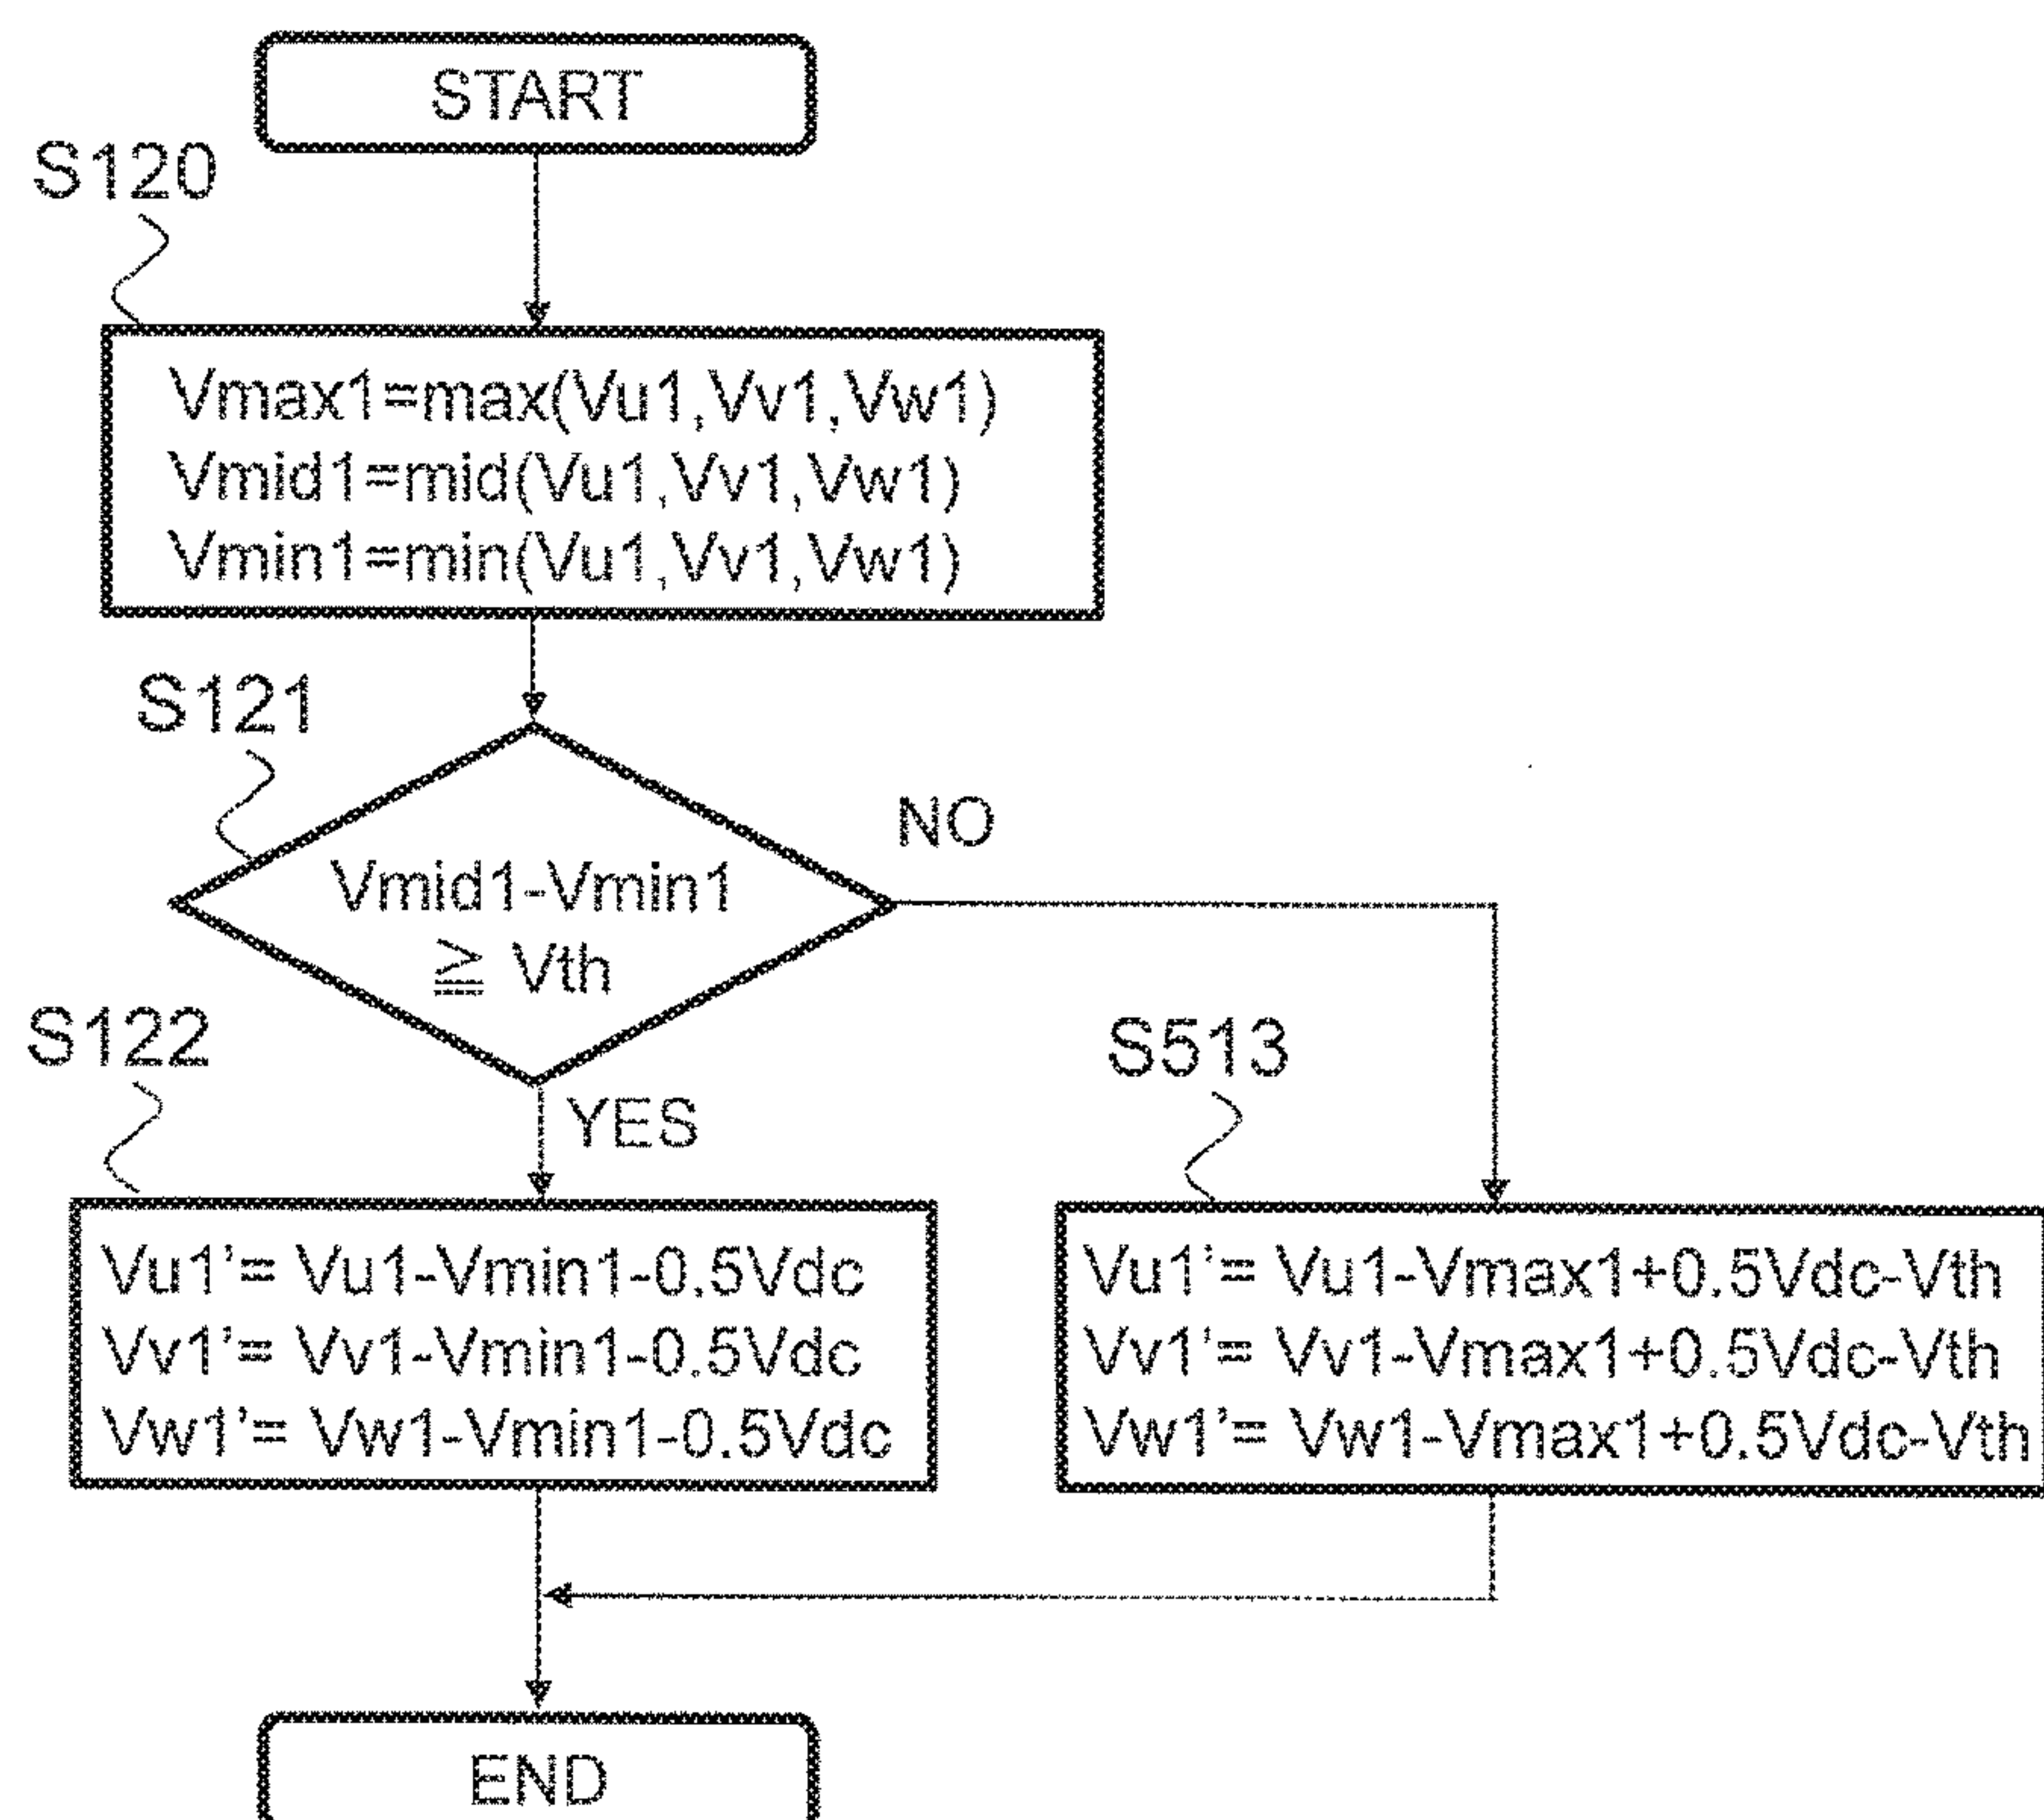 START
S120
Vmax1=max(Vu1,Vv1,Vw1)
Vmid1=mid(Vu1,Vv1,Vw1)
Vmin1=min(Vu1,Vv1,Vw1)
S121
NO
Vmid1-Vmin1
≧ Vth
S122
S513
YES
Vu1’= Vu1-Vmin1-0.5Vdc
Vv1’= Vv1-Vmin1-0.5Vdc
Vw1’= Vw1-Vmin1-0.5Vdc
Vu1’= Vu1-Vmax1+0.5Vdc-Vth
Vv1’= Vv1-Vmax1+0.5Vdc-Vth
Vw1’= Vw1-Vmax1+0.5Vdc-Vth
END